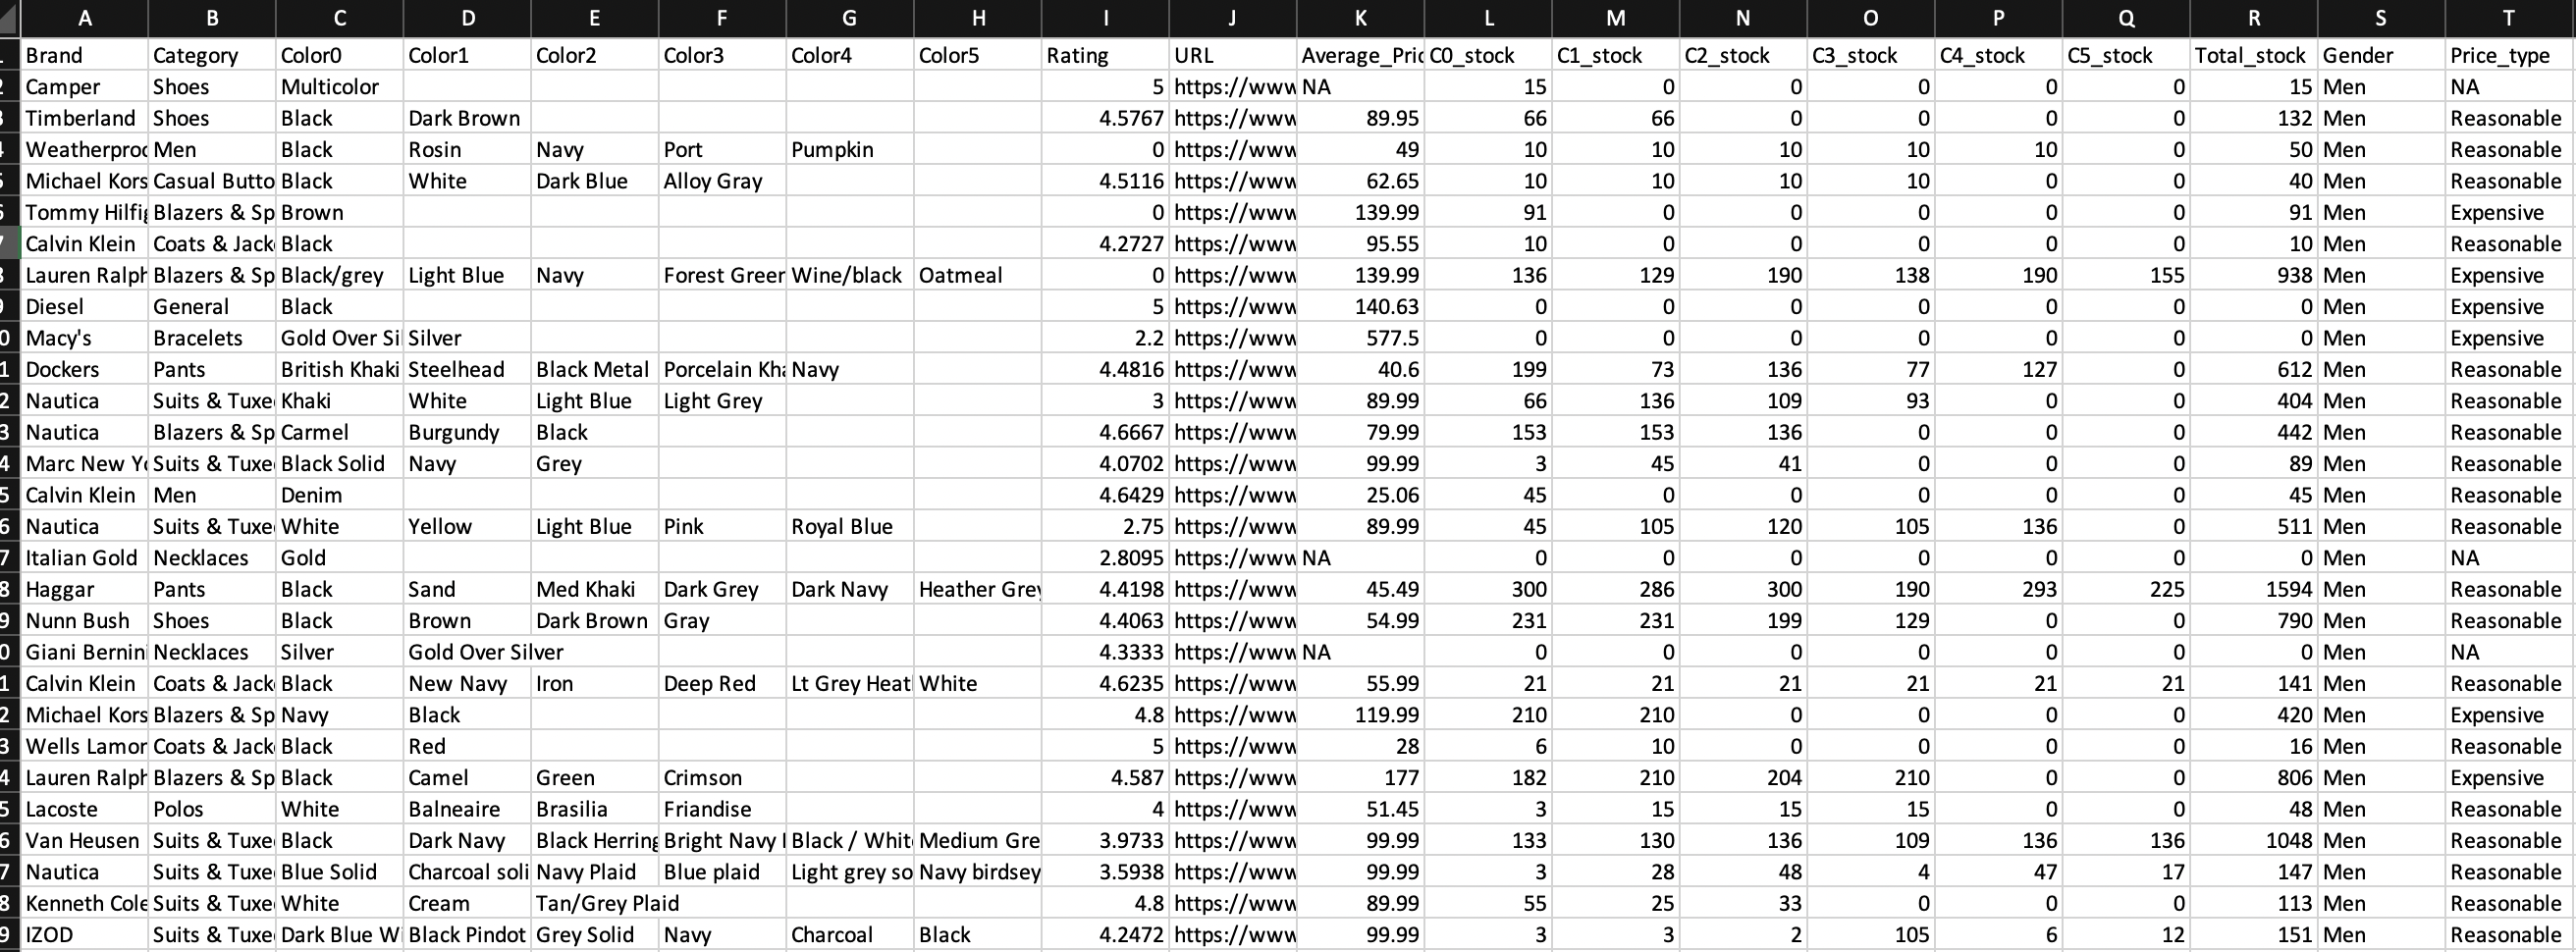 A B C D E F G H I J K L M N O P Q R S T
Brand Category Color0 Color1 Color2 Color3 Color4 Color5 Rating URL Average_Pric C0_stock C1_stock C2_stock C3_stock C4_stock C5_stock Total_stock Gender Price_type
2 Camper Shoes Multicolor 5 https://www NA 15 0 0 0 0 0 15 Men NA
3 Timberland Shoes Black Dark Brown 4.5767 https://www 89.95 66 66 0 0 0 0 132 Men Reasonable
4 Weatherproo Men Black Rosin Navy Port Pumpkin 0 https://www 49 10 10 10 10 10 0 50 Men Reasonable
5 Michael Kors Casual Butto Black White Dark Blue Alloy Gray 4.5116 https://www 62.65 10 10 10 10 0 0 40 Men Reasonable
6 Tommy Hilfig Blazers & Sp Brown 0 https://www 139.99 91 0 0 0 0 0 91 Men Expensive
7 Calvin Klein Coats & Jack Black 4.2727 https://www 95.55 10 0 0 0 0 0 10 Men Reasonable
8 Lauren Ralph Blazers & Sp Black/grey Light Blue Navy Forest Green Wine/black Oatmeal 0 https://www 139.99 136 129 190 138 190 155 938 Men Expensive
9 Diesel General Black 5 https://www 140.63 0 0 0 0 0 0 0 Men Expensive
0 Macy's Bracelets Gold Over Sil Silver 2.2 https://www 577.5 0 0 0 0 0 0 0 Men Expensive
1 Dockers Pants British Khaki Steelhead Black Metal Porcelain Kha Navy 4.4816 https://www 40.6 199 73 136 77 127 0 612 Men Reasonable
2 Nautica Suits & Tuxe Khaki White Light Blue Light Grey 3 https://www 89.99 66 136 109 93 0 0 404 Men Reasonable
3 Nautica Blazers & Sp Carmel Burgundy Black 4.6667 https://www 79.99 153 153 136 0 0 0 442 Men Reasonable
4 Marc New Yo Suits & Tuxe Black Solid Navy Grey 4.0702 https://www 99.99 3 45 41 0 0 0 89 Men Reasonable
5 Calvin Klein Men Denim 4.6429 https://www 25.06 45 0 0 0 0 0 45 Men Reasonable
6 Nautica Suits & Tuxe White Yellow Light Blue Pink Royal Blue 2.75 https://www 89.99 45 105 120 105 136 0 511 Men Reasonable
7 Italian Gold Necklaces Gold 2.8095 https://www NA 0 0 0 0 0 0 0 Men NA
8 Haggar Pants Black Sand Med Khaki Dark Grey Dark Navy Heather Grey 4.4198 https://www 45.49 300 286 300 190 293 225 1594 Men Reasonable
9 Nunn Bush Shoes Black Brown Dark Brown Gray 4.4063 https://www 54.99 231 231 199 129 0 0 790 Men Reasonable
0 Giani Bernini Necklaces Silver Gold Over Silver 4.3333 https://www NA 0 0 0 0 0 0 0 Men NA
1 Calvin Klein Coats & Jack Black New Navy Iron Deep Red Lt Grey Heat White 4.6235 https://www 55.99 21 21 21 21 21 21 141 Men Reasonable
2 Michael Kors Blazers & Sp Navy Black 4.8 https://www 119.99 210 210 0 0 0 0 420 Men Expensive
3 Wells Lamon Coats & Jack Black Red 5 https://www 28 6 10 0 0 0 0 16 Men Reasonable
4 Lauren Ralph Blazers & Sp Black Camel Green Crimson 4.587 https://www 177 182 210 204 210 0 0 806 Men Expensive
5 Lacoste Polos White Balneaire Brasilia Friandise 4 https://www 51.45 3 15 15 15 0 0 48 Men Reasonable
6 Van Heusen Suits & Tuxe Black Dark Navy Black Herring Bright Navy Black / White Medium Gre 3.9733 https://www 99.99 133 130 136 109 136 136 1048 Men Reasonable
7 Nautica Suits & Tuxe Blue Solid Charcoal soli Navy Plaid Blue plaid Light grey so Navy birdsey 3.5938 https://www 99.99 3 28 48 4 47 17 147 Men Reasonable
8 Kenneth Cole Suits & Tuxe White Cream Tan/Grey Plaid 4.8 https://www 89.99 55 25 33 0 0 0 113 Men Reasonable
9 IZOD Suits & Tuxe Dark Blue Wi Black Pindot Grey Solid Navy Charcoal Black 4.2472 https://www 99.99 3 3 2 105 6 12 151 Men Reasonable